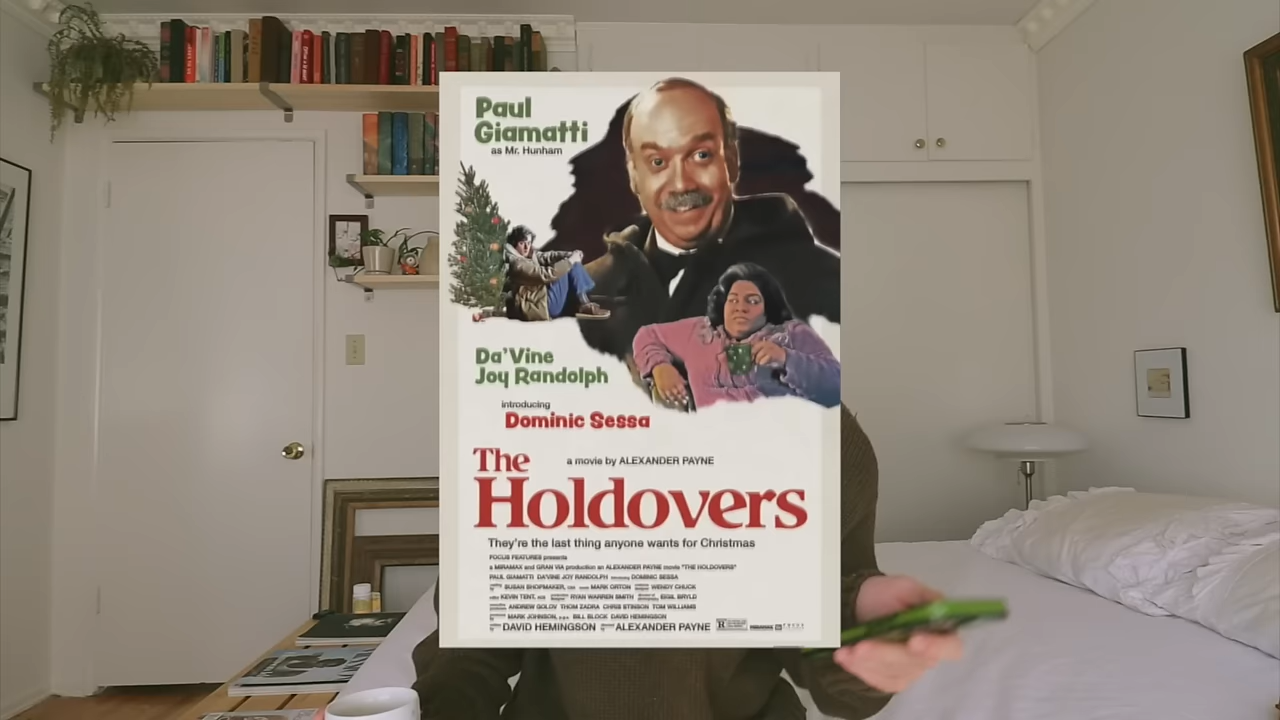 Paul
Giamatti
as Mr. Hunham
Da'Vine
Joy Randolph
introducing
Dominic Sessa
The
a movie by ALEXANDER PAYNE
Holdovers
They're the last thing anyone wants for Christmas
FOCUS FEATURES presents
a MIRAMAX and GRAN VIA production an ALEXANDER PAYNE movie "THE HOLDOVERS"
PAUL GIAMATTI DA'VINE JOY RANDOLPH introducing DOMINIC SESSA
SUSAN SHOPMAKER, MARK ORTON WENDY CHUCK
KEVIN TENT, RYAN WARREN SMITH EIGIL BRYLD
ANDREW GOLOV THOM ZADRA CHRIS STINSON TOM WILLIAMS
MARK JOHNSON, BILL BLOCK DAVID HEMINGSON
DAVID HEMINGSON ALEXANDER PAYNE R